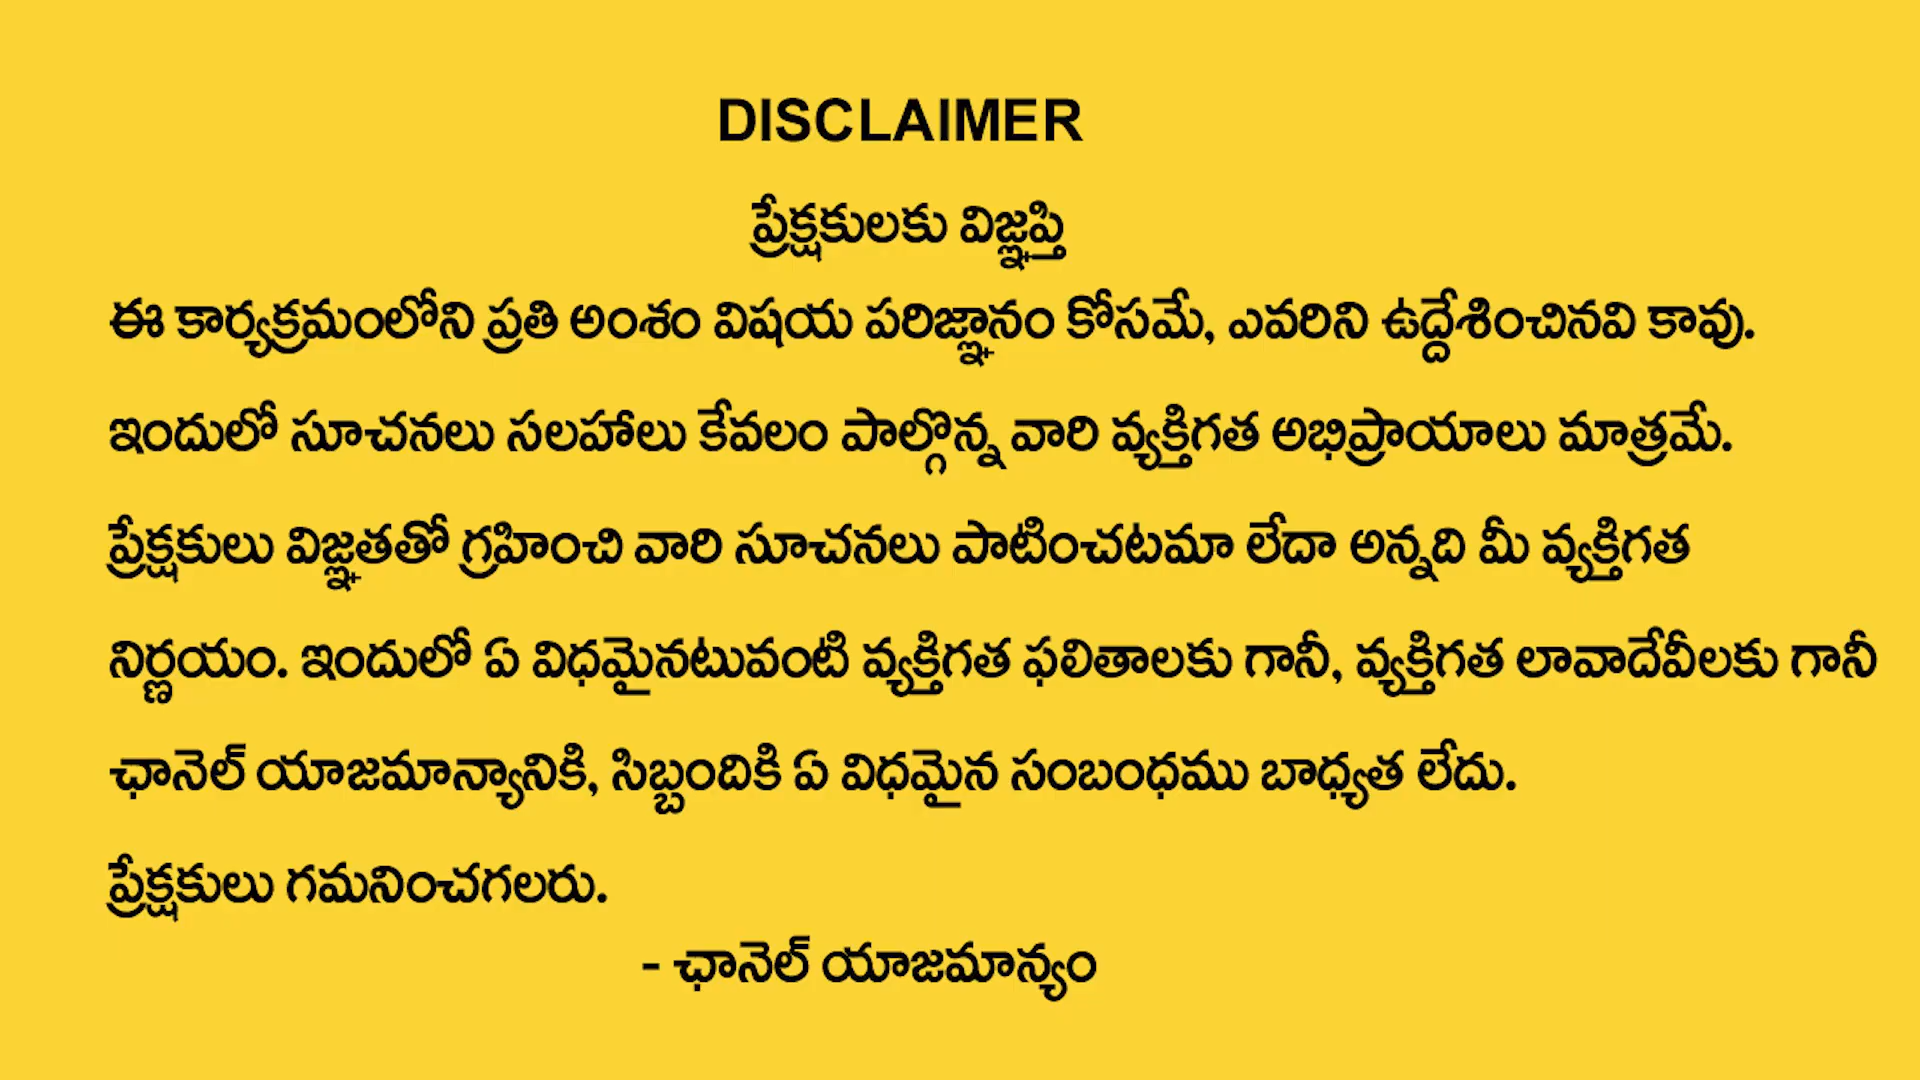 DISCLAIMER
ప్రేక్షకులకు విజ్ఞప్తి
ఈ కార్యక్రమంలోని ప్రతి అంశం విషయ పరిజ్ఞానం కోసమే, ఎవరిని ఉద్దేశించినవి కావు.
ఇందులో సూచనలు సలహాలు కేవలం పాల్గొన్న వారి వ్యక్తిగత అభిప్రాయాలు మాత్రమే.
ప్రేక్షకులు విజ్ఞతతో గ్రహించి వారి సూచనలు పాటించటమా లేదా అన్నది మీ వ్యక్తిగత
నిర్ణయం. ఇందులో ఏ విధమైనటువంటి వ్యక్తిగత ఫలితాలకు గానీ, వ్యక్తిగత లావాదేవీలకు గానీ
ఛానెల్ యాజమాన్యానికి, సిబ్బందికి ఏ విధమైన సంబంధము బాధ్యత లేదు.
ప్రేక్షకులు గమనించగలరు.
- ఛానెల్ యాజమాన్యం